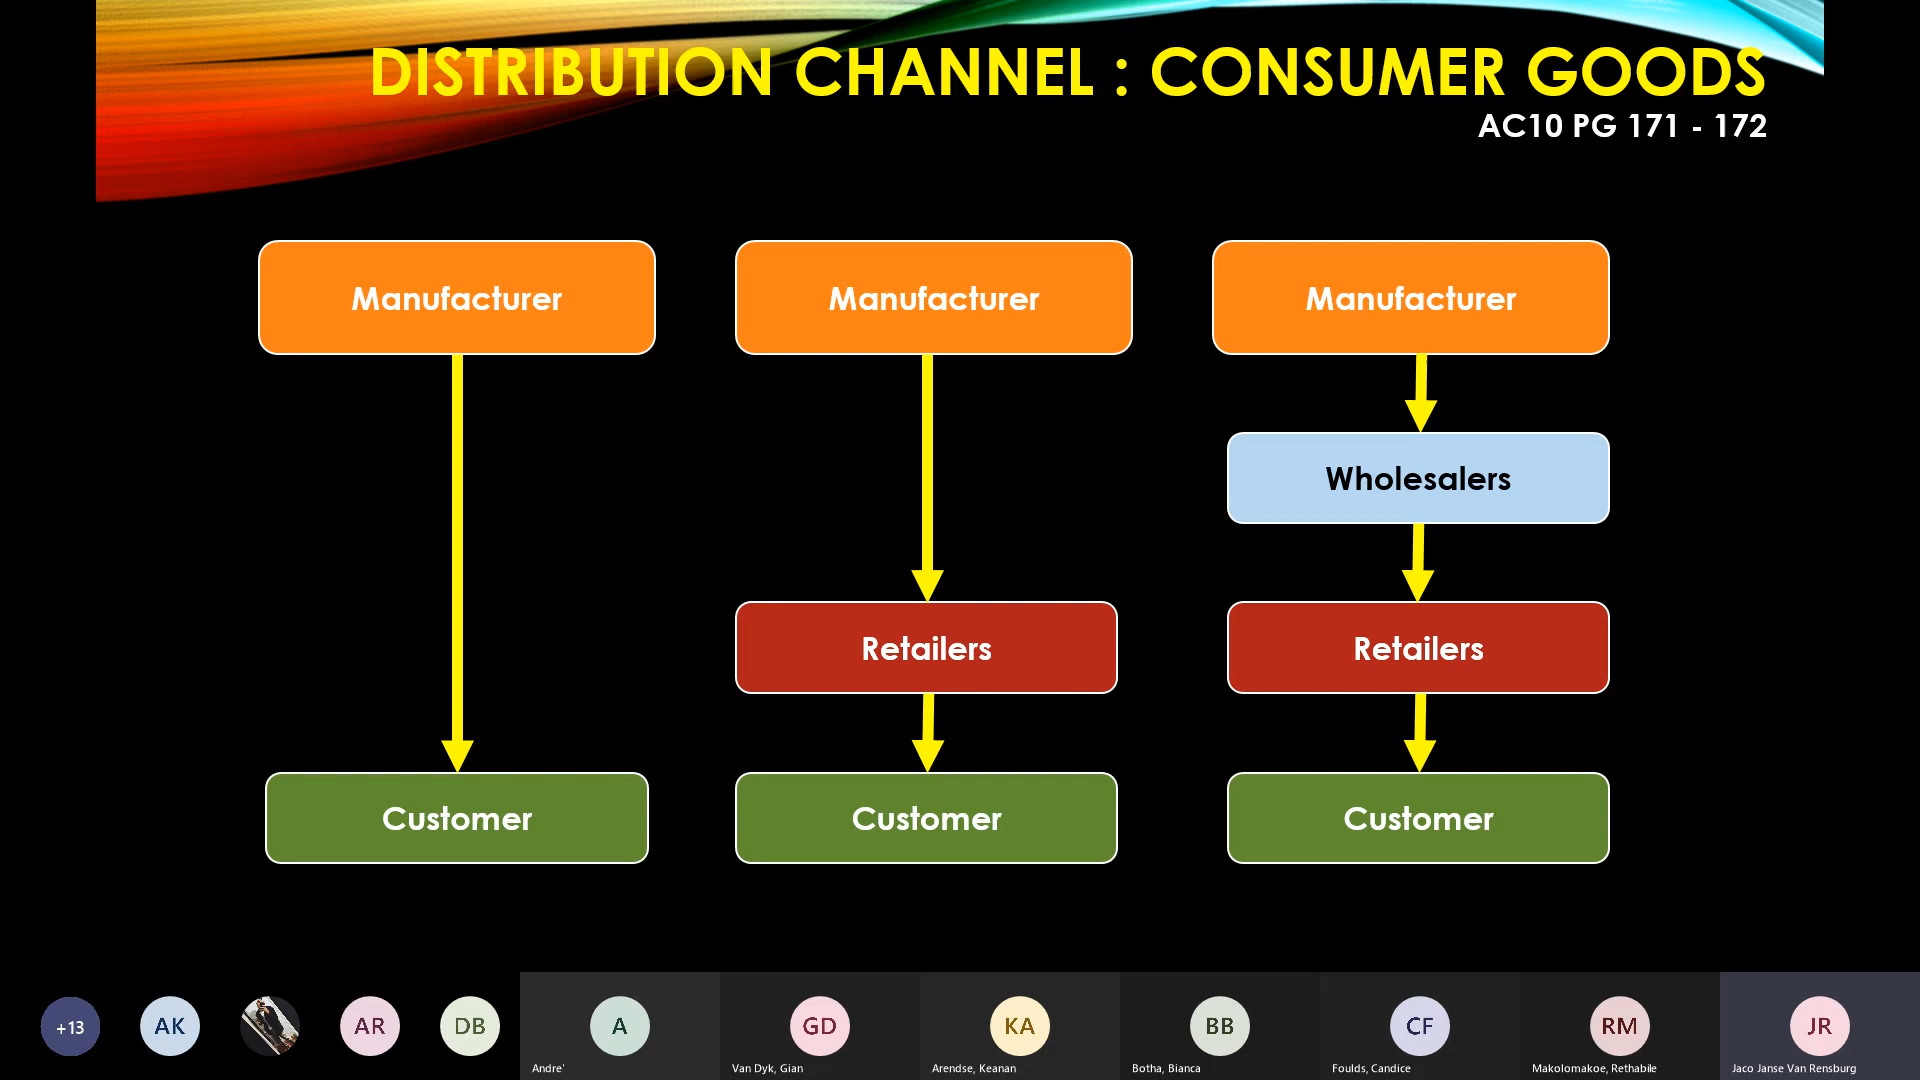 DISTRIBUTION CHANNEL : CONSUMER GOODS
AC10 PG 171 - 172
Manufacturer
Manufacturer
Manufacturer
Wholesalers
Retailers
Retailers
Customer
Customer
Customer
+13
AK
AR
DB
A
GD
KA
BB
CF
RM
JR
Andre'
Van Dyk, Gian
Arendse, Keanan
Botha, Bianca
Foulds, Candice
Makolomakoe, Rethabile
Jaco Janse Van Rensburg